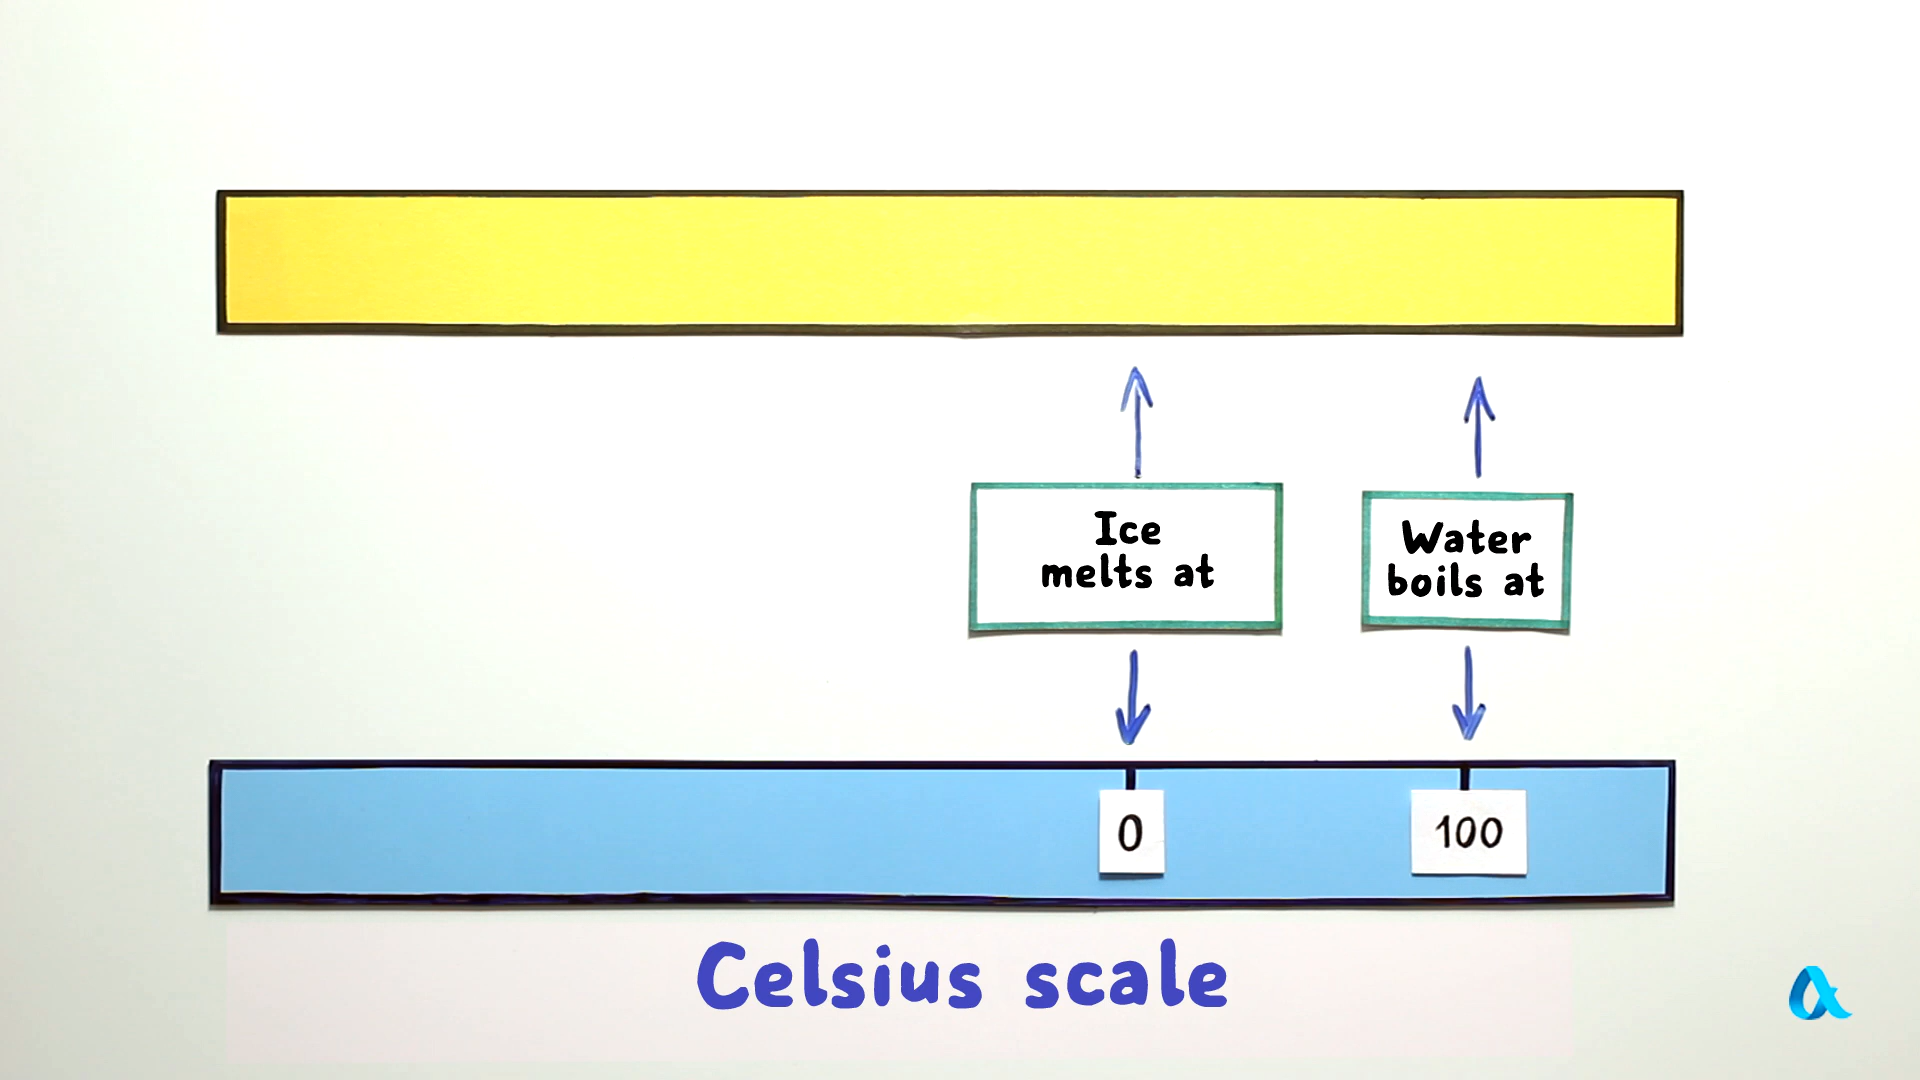 Ice
melts at
Water
boils at
0
100
Celsius scale